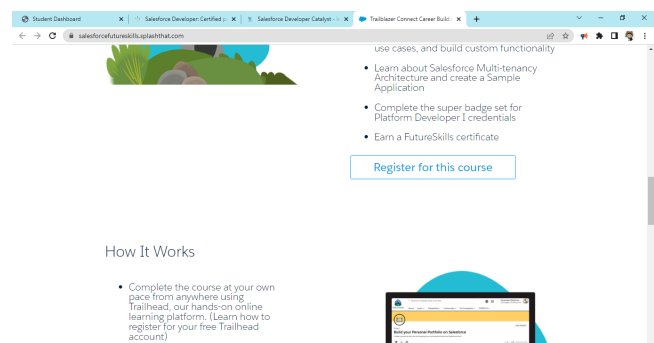 Student Dashboard
Salesforce Developer: Certified p
Salesforce Developer Catalyst -
Trailblazer Connect Career Build
salesforcefutureskills.splashthat.com
use cases, and build custom functionality
Learn about Salesforce Multi-tenancy
Architecture and create a Sample
Application
Complete the super badge set for
Platform Developer I credentials
Earn a FutureSkills certificate
Register for this course
How It Works
Complete the course at your own
pace from anywhere using
Trailhead, our hands-on online
learning platform. (Learn how to
register for your free Trailhead
account)
Build your Personal Portfolio on Salesforce